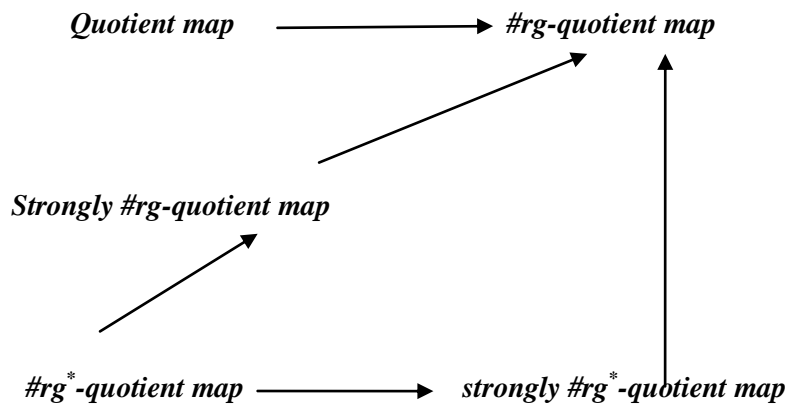 Quotient map
#rg-quotient map
Strongly #rg-quotient map
#rg*-quotient map
strongly #rg*-quotient map